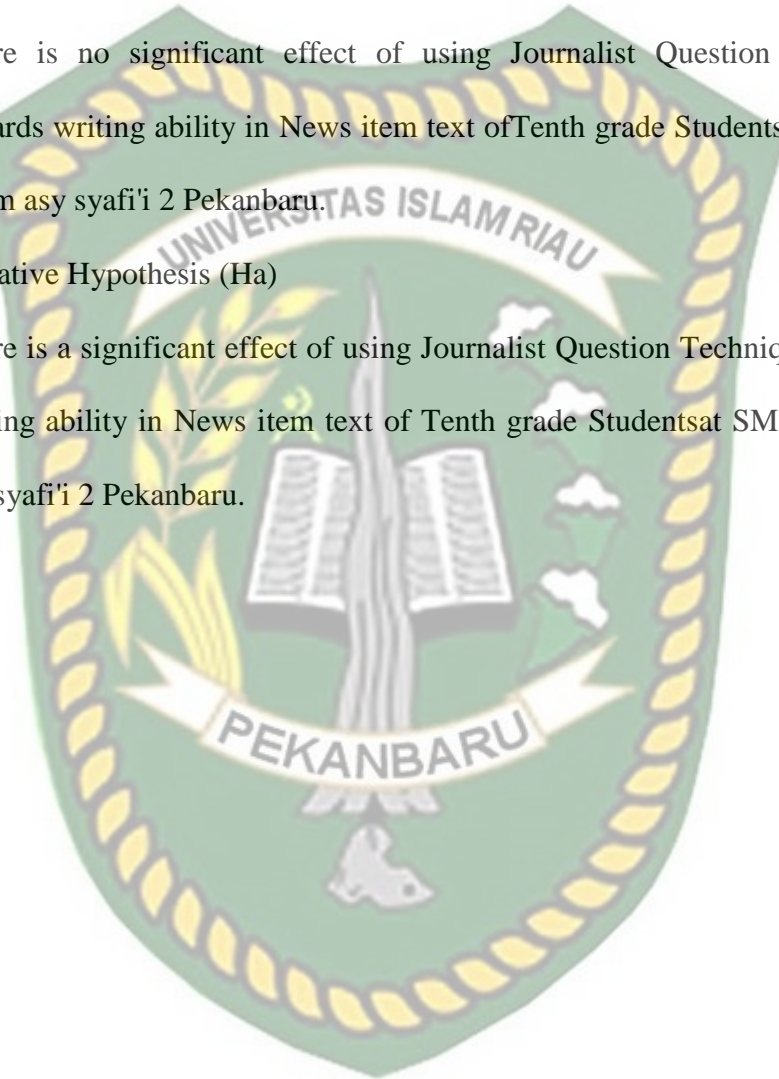 re is no significant effect of using Journalist Question
ards writing ability in News item text ofTenth grade Students
m asy syafi'i 2 Pekanbaru.
UNIVERSITAS ISLAM RIAU
ative Hypothesis (Ha)
re is a significant effect of using Journalist Question Techniq
ing ability in News item text of Tenth grade Studentsat SM
syafi'i 2 Pekanbaru.
PEKANBARU